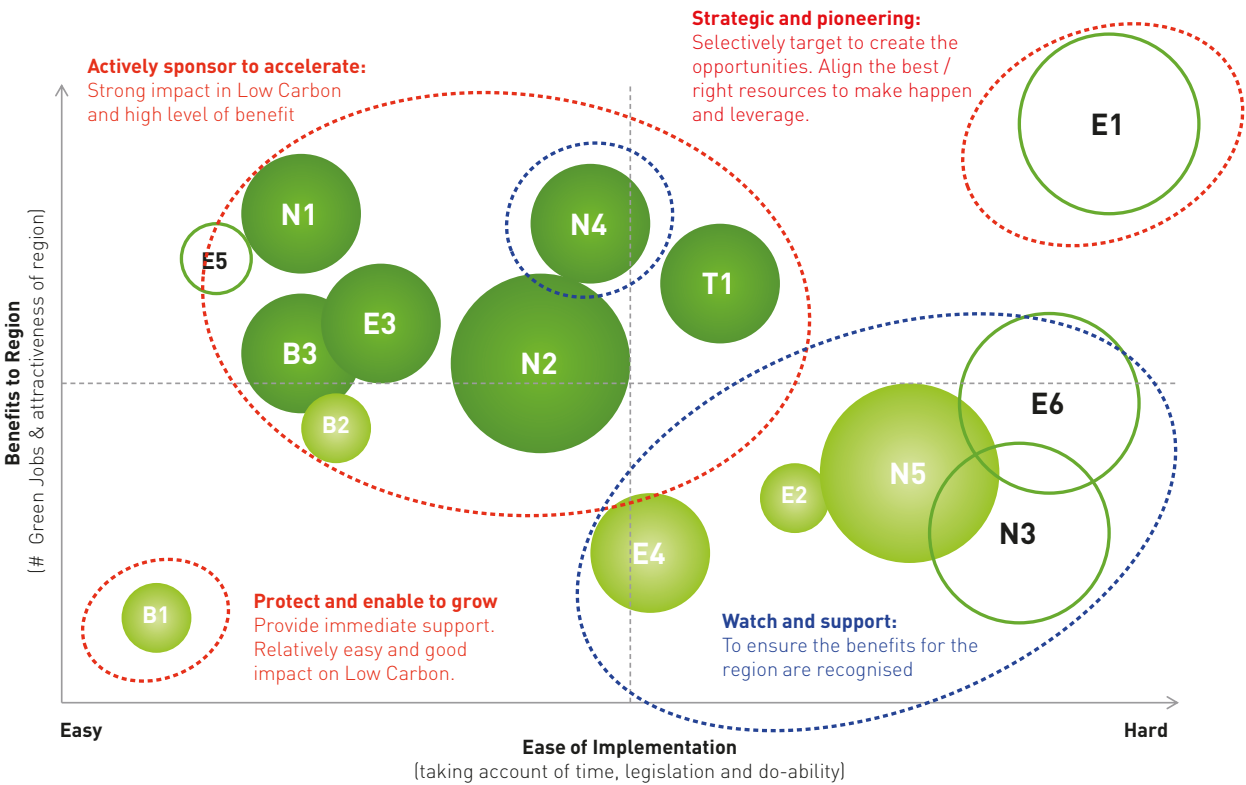 Strategic and pioneering:
Selectively target to create the
opportunities. Align the best /
right resources to make happen
and leverage.
Actively sponsor to accelerate:
Strong impact in Low Carbon
and high level of benefit
E1
N1
N4
E5
T1
E3
B3
N2
E6
B2
N5
E2
N3
E4
B1
Protect and enable to grow
Provide immediate support.
Relatively easy and good
impact on Low Carbon.
Watch and support:
To ensure the benefits for the
region are recognised
Benefits to Region
(# Green Jobs & attractiveness of region)
Easy
Hard
Ease of Implementation
(taking account of time, legislation and do-ability)